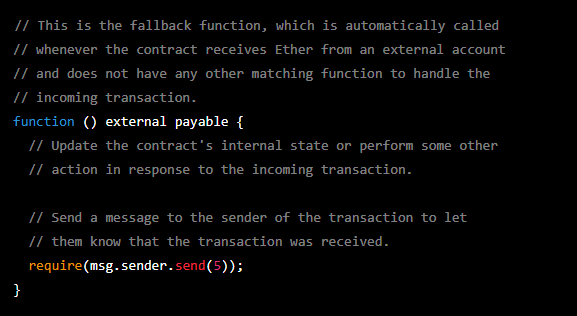 // This is the fallback function, which is automatically called
// whenever the contract receives Ether from an external account
// and does not have any other matching function to handle the
// incoming transaction.
function () external payable {
// Update the contract's internal state or perform some other
// action in response to the incoming transaction.
// Send a message to the sender of the transaction to let
// them know that the transaction was received.
require(msg.sender.send(5));
}